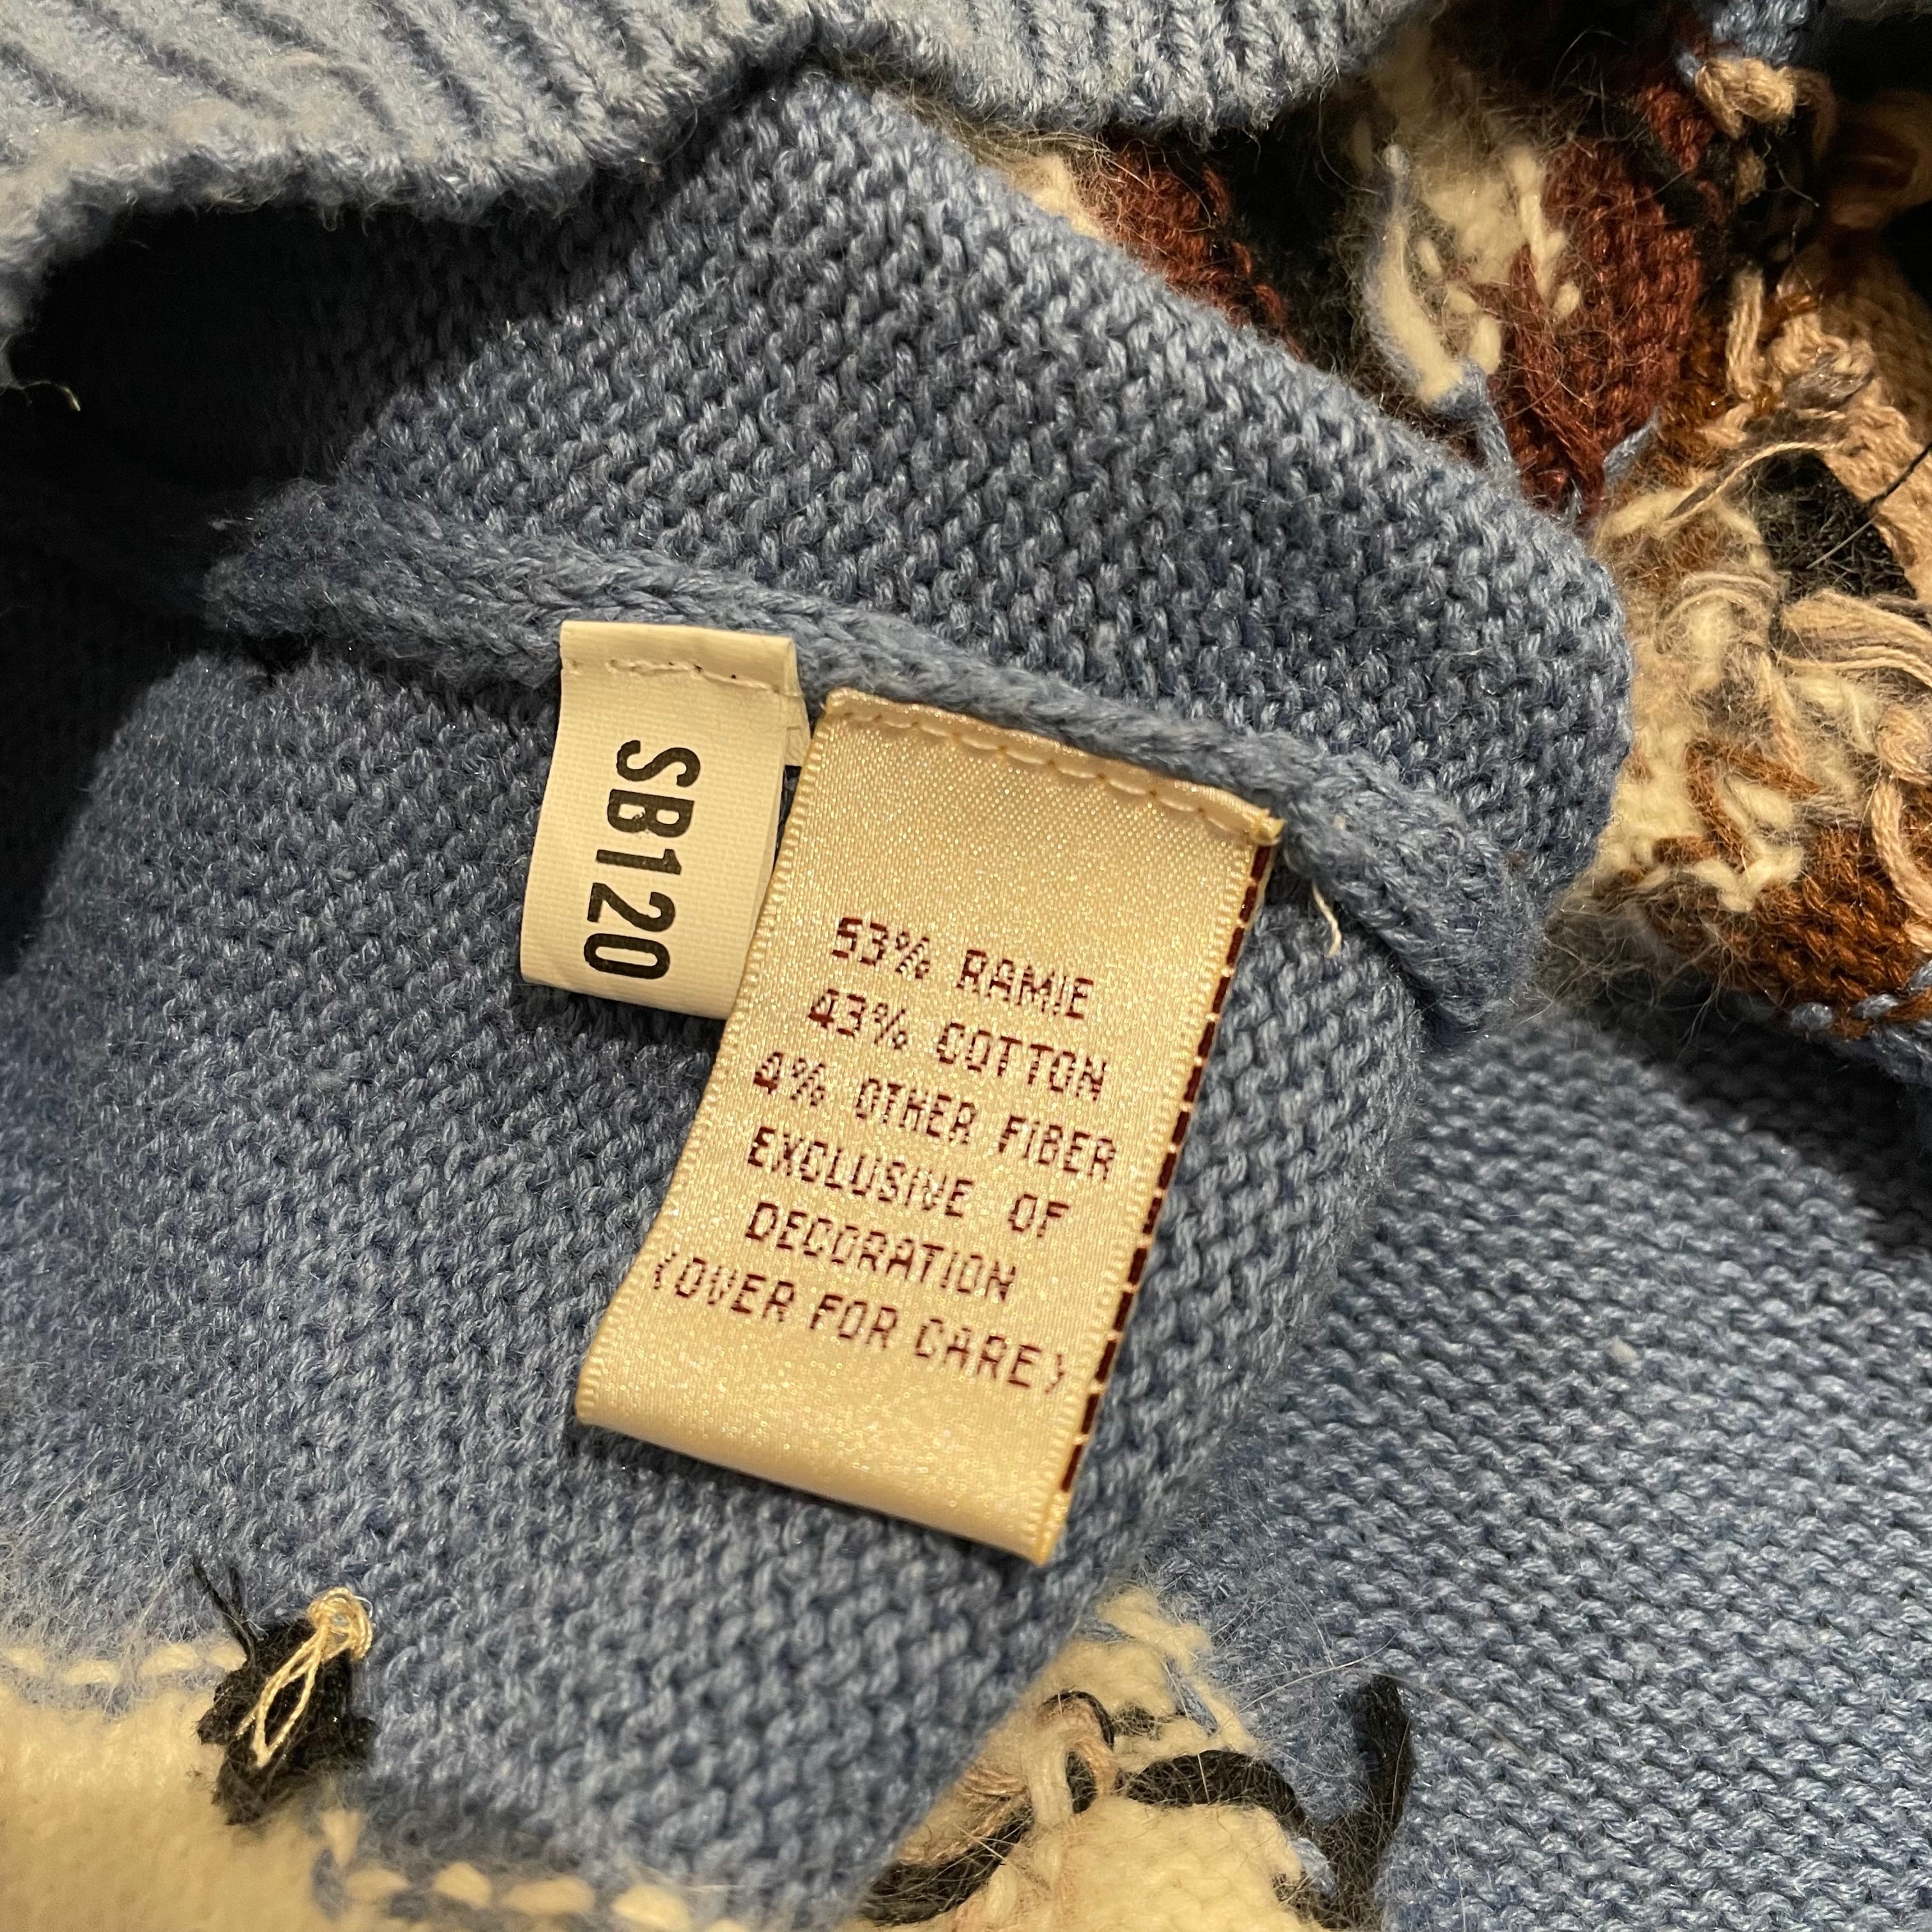 SB120
53% RAMIE
43% COTTON
4% OTHER FIBER
EXCLUSIVE OF
DECORATION
(OVER FOR CARE)